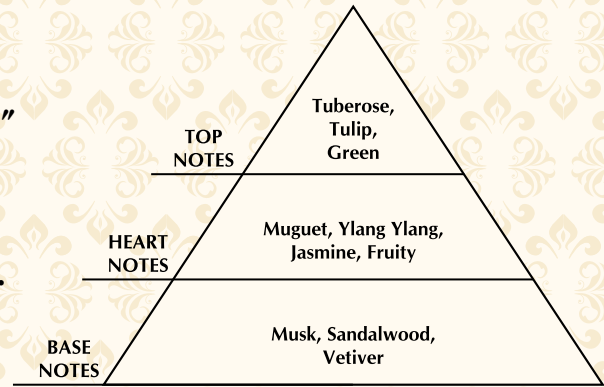 "
Tuberose,
Tulip,
Green
TOP
NOTES
Muguet, Ylang Ylang,
Jasmine, Fruity
HEART
NOTES
.
Musk, Sandalwood,
Vetiver
BASE
NOTES